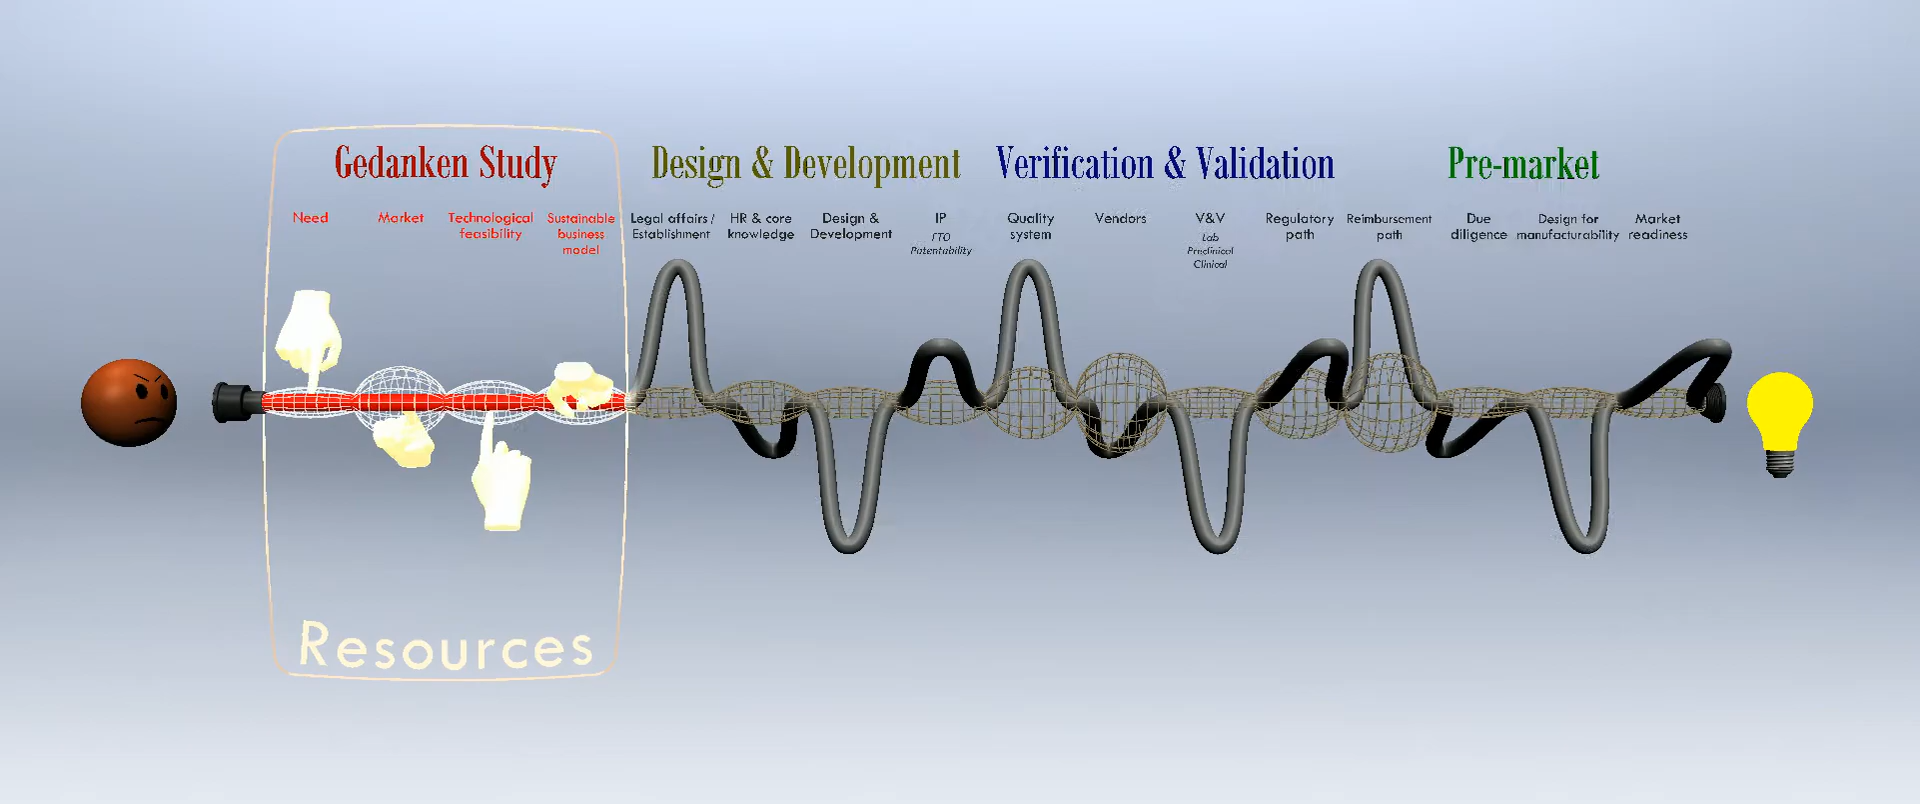 Gedanken Study
Design & Development
Verification & Validation
Pre-market
Need
Market
Technological
feasibility
Sustainable
business
model
Legal affairs /
Establishment
HR & core
knowledge
Design &
Development
IP
FTO
Patentability
Quality
system
Vendors
V&V
Lab
Preclinical
Clinical
Regulatory
path
Reimbursement
path
Due
diligence
Design for
manufacturability
Market
readiness
Resources